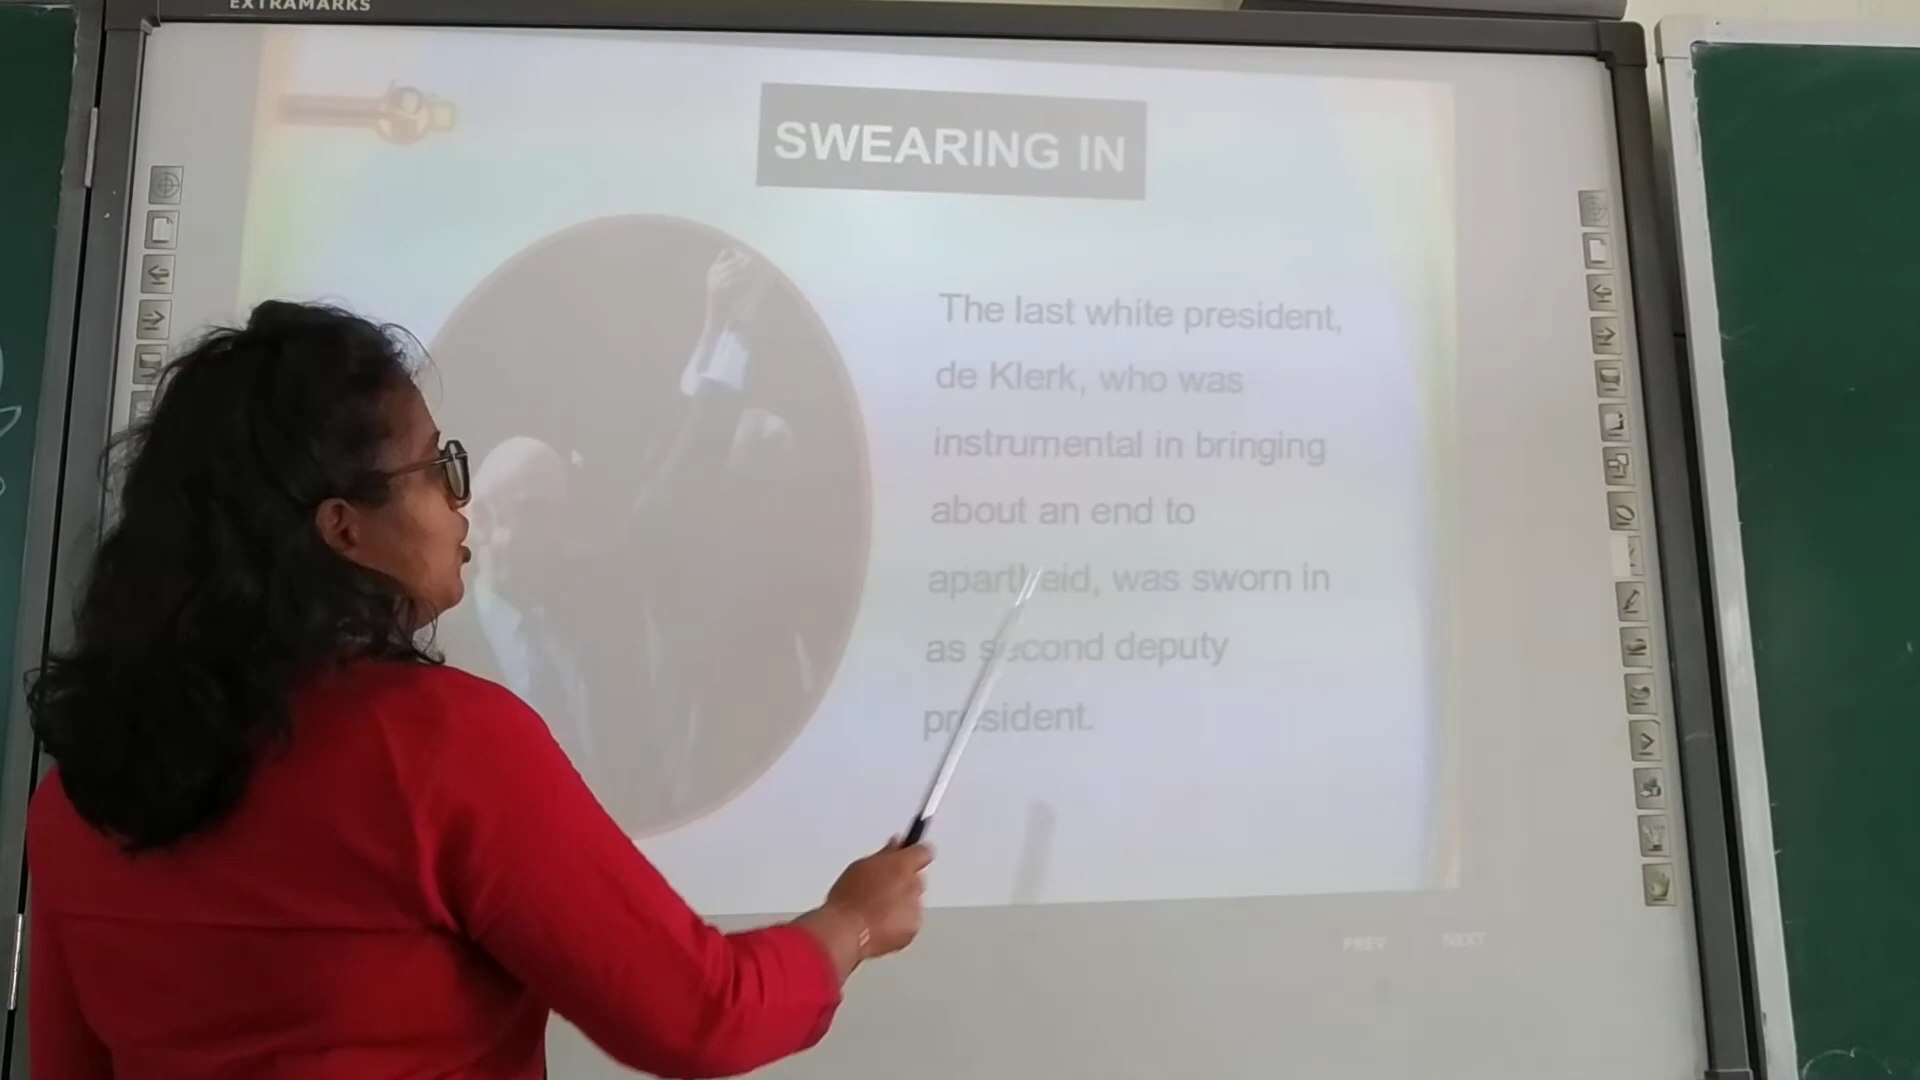 EXTRAMARKS
SWEARING IN
The last white president,
de Klerk, who was
instrumental in bringing
about an end to
apartheid, was sworn in
as second deputy
president.
PREV NEXT